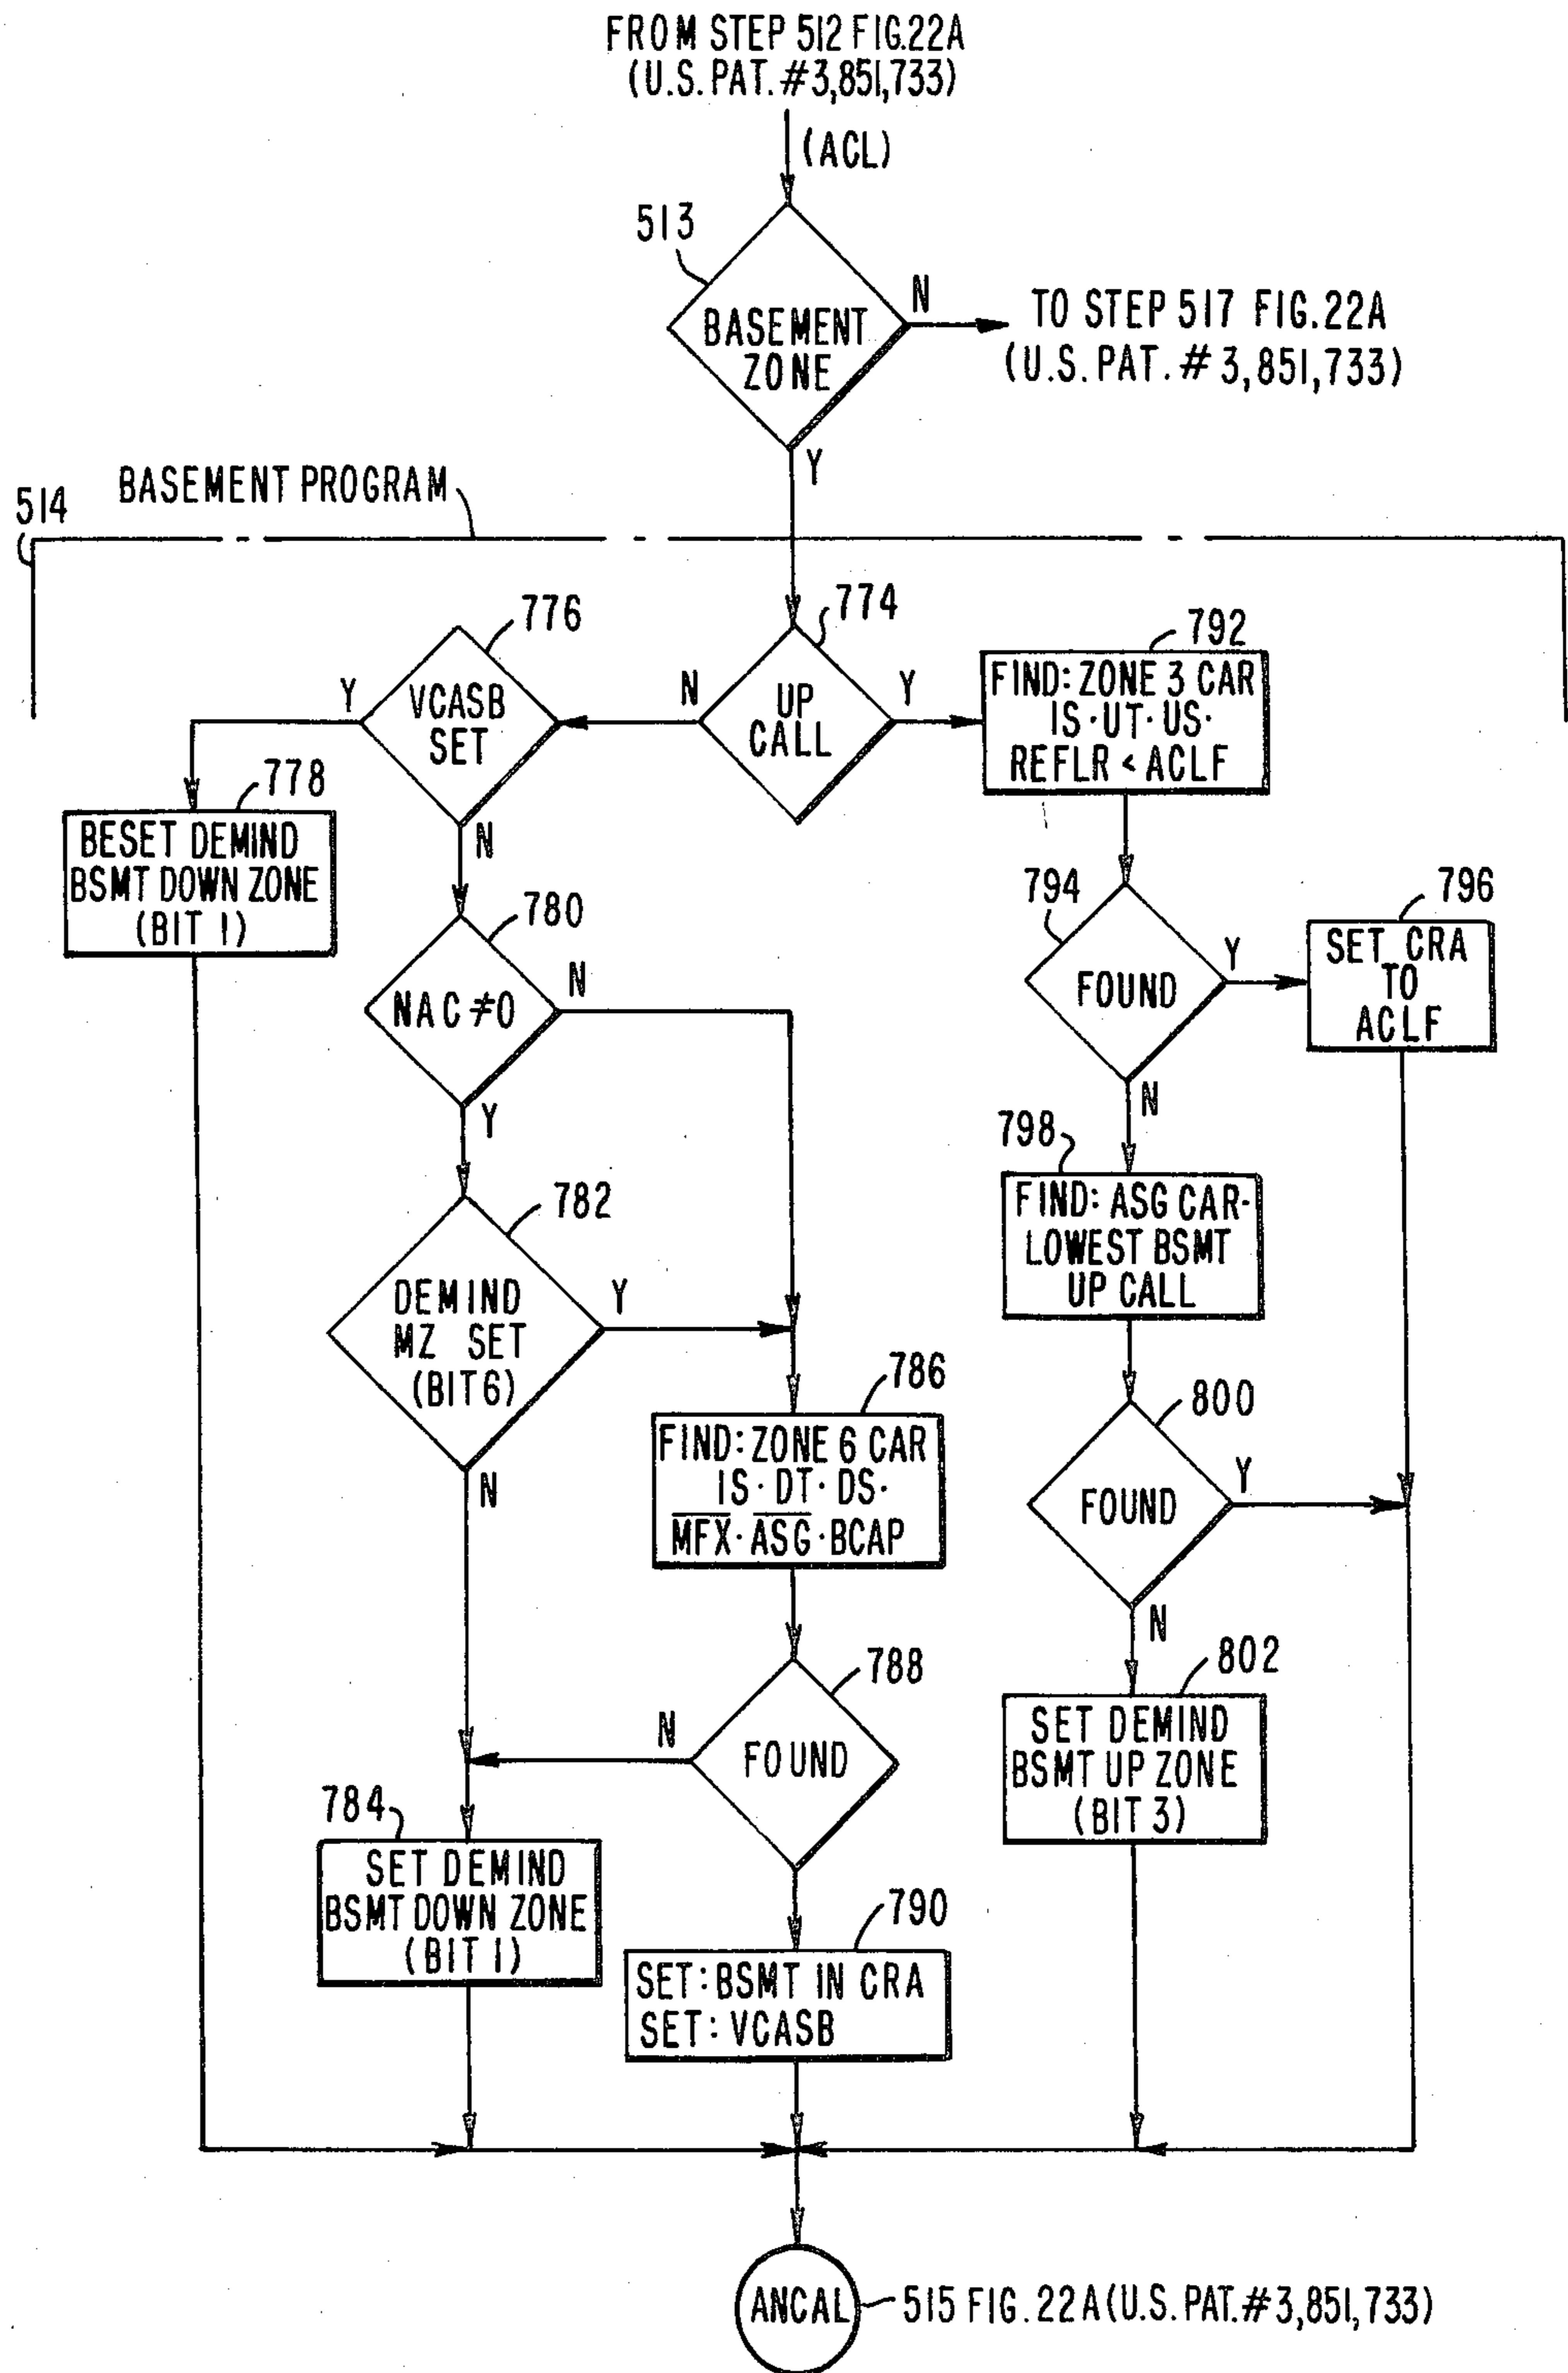 FROM STEP 512 FIG.22A
(U.S. PAT. #3,851,733)
(ACL)
513
BASEMENT
ZONE
N
TO STEP 517 FIG.22A
(U.S. PAT. # 3,851,733)
Y
BASEMENT PROGRAM
514
774
UP
CALL
N
Y
776
VCASB
SET
Y
N
778
BESET DEMIND
BSMT DOWN ZONE
(BIT 1)
780
NAC ≠0
N
Y
782
DEMIND
MZ SET
(BIT6)
Y
N
784
SET DEMIND
BSMT DOWN ZONE
(BIT 1)
786
FIND: ZONE 6 CAR
IS · DT · DS ·
M̅F̅X̅ · A̅S̅G̅ · BCAP
788
FOUND
N
790
SET: BSMT IN CRA
SET: VCASB
792
FIND: ZONE 3 CAR
IS · UT · US ·
REFLR < ACLF
794
FOUND
Y
N
796
SET CRA
TO
ACLF
798
FIND: ASG CAR-
LOWEST BSMT
UP CALL
800
FOUND
Y
N
802
SET DEMIND
BSMT UP ZONE
(BIT 3)
ANCAL
515 FIG. 22A (U.S. PAT. #3,851,733)